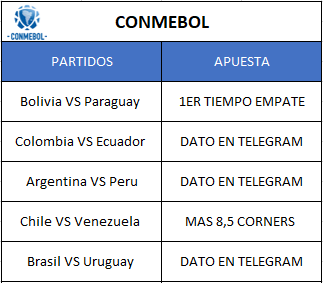 CONMEBOL
CONMEBOL
PARTIDOS APUESTA
Bolivia VS Paraguay 1ER TIEMPO EMPATE
Colombia VS Ecuador DATO EN TELEGRAM
Argentina VS Peru DATO EN TELEGRAM
Chile VS Venezuela MAS 8,5 CORNERS
Brasil VS Uruguay DATO EN TELEGRAM